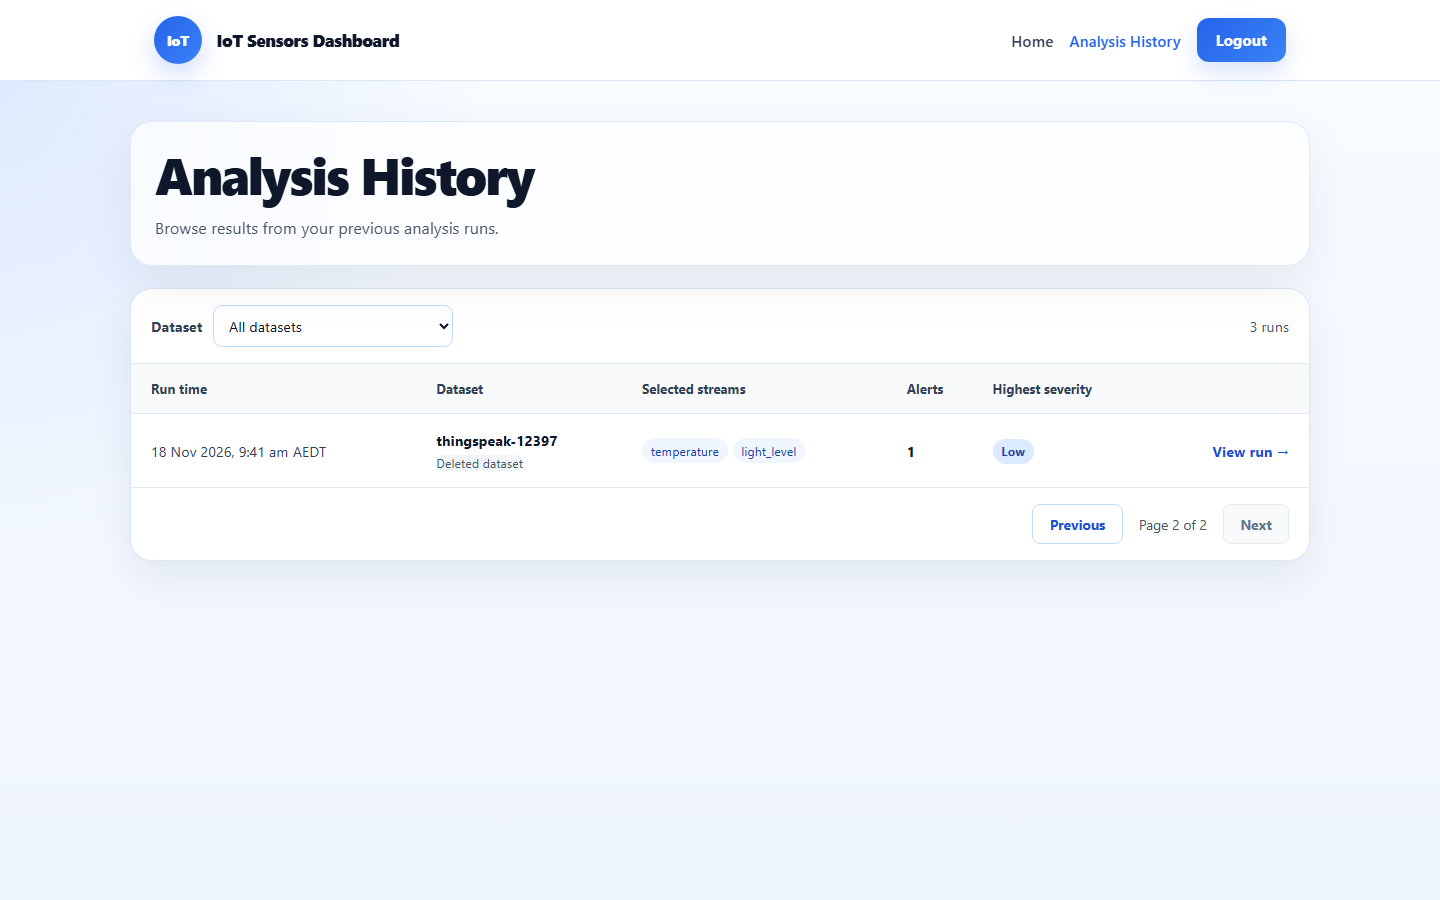 IoT
IoT Sensors Dashboard
Home
Analysis History
Logout
Analysis History
Browse results from your previous analysis runs.
Dataset
All datasets
3 runs
Run time
Dataset
Selected streams
Alerts
Highest severity
18 Nov 2026, 9:41 am AEDT
thingspeak-12397
Deleted dataset
temperature
light_level
1
Low
View run →
Previous
Page 2 of 2
Next